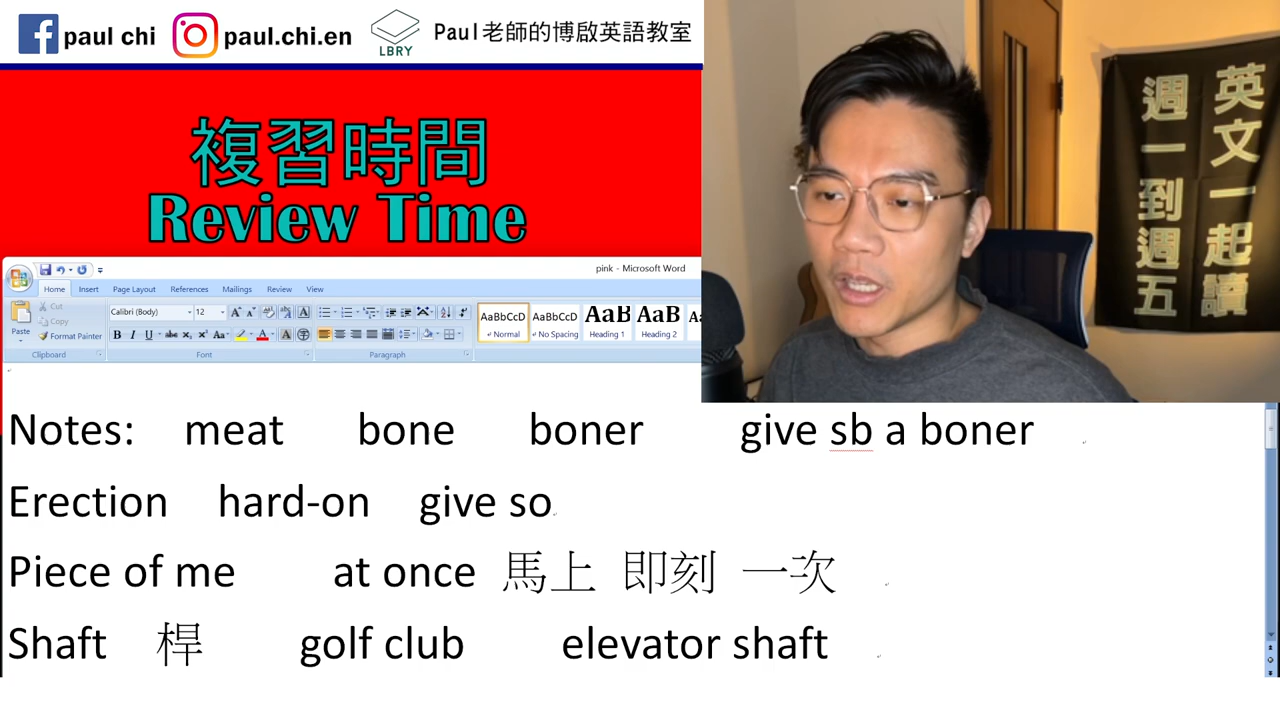 paul chi paul.chi.en LBRY Paul老師的博啟英語教室
複習時間
Review Time
英文一起讀
週一到週五
pink - Microsoft Word
Home Insert Page Layout References Mailings Review View
Paste Cut Copy Format Painter
Calibri (Body) 12
B I U abc x₂ x² Aa A A
AaBbCcD AaBbCcD AaB AaB Aa
Normal No Spacing Heading 1 Heading 2
Clipboard Font Paragraph
Notes: meat bone boner give sb a boner
Erection hard-on give so
Piece of me at once 馬上 即刻 一次
Shaft 桿 golf club elevator shaft